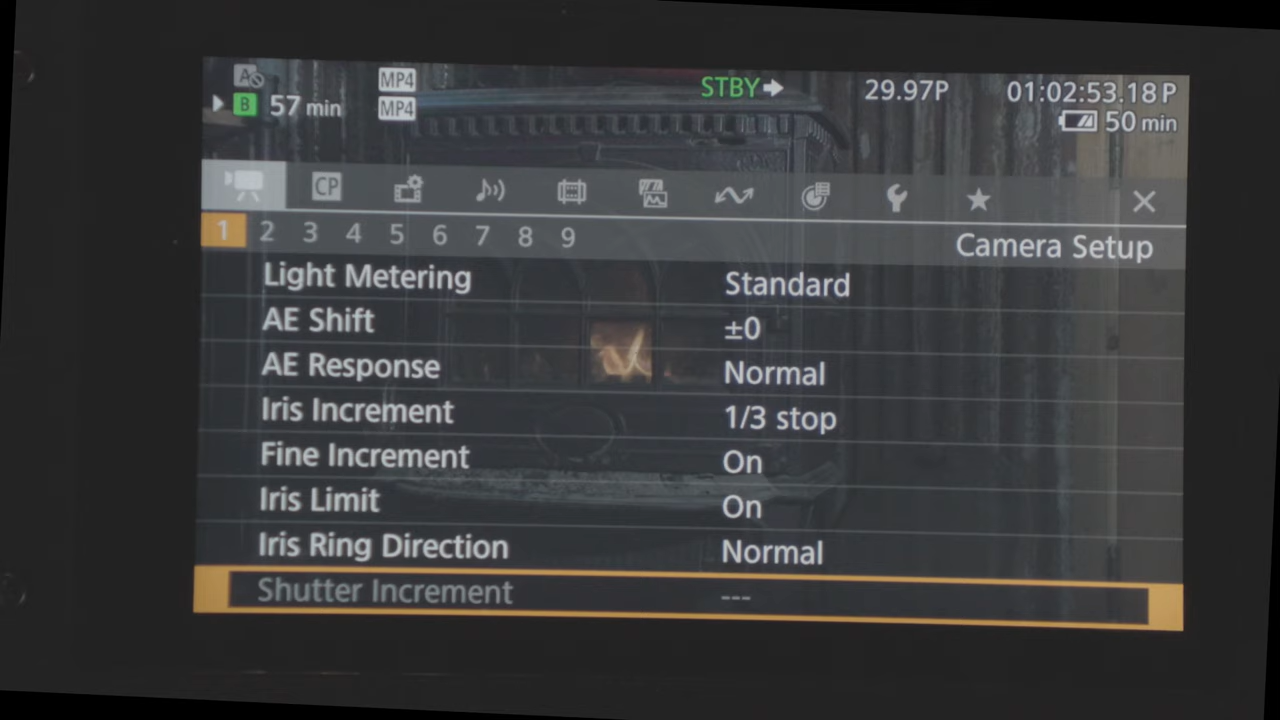 A MP4 STBY 29.97P 01:02:53.18P
B 57 min MP4 50 min
CP
1 2 3 4 5 6 7 8 9 Camera Setup
Light Metering Standard
AE Shift ±0
AE Response Normal
Iris Increment 1/3 stop
Fine Increment On
Iris Limit On
Iris Ring Direction Normal
Shutter Increment ---